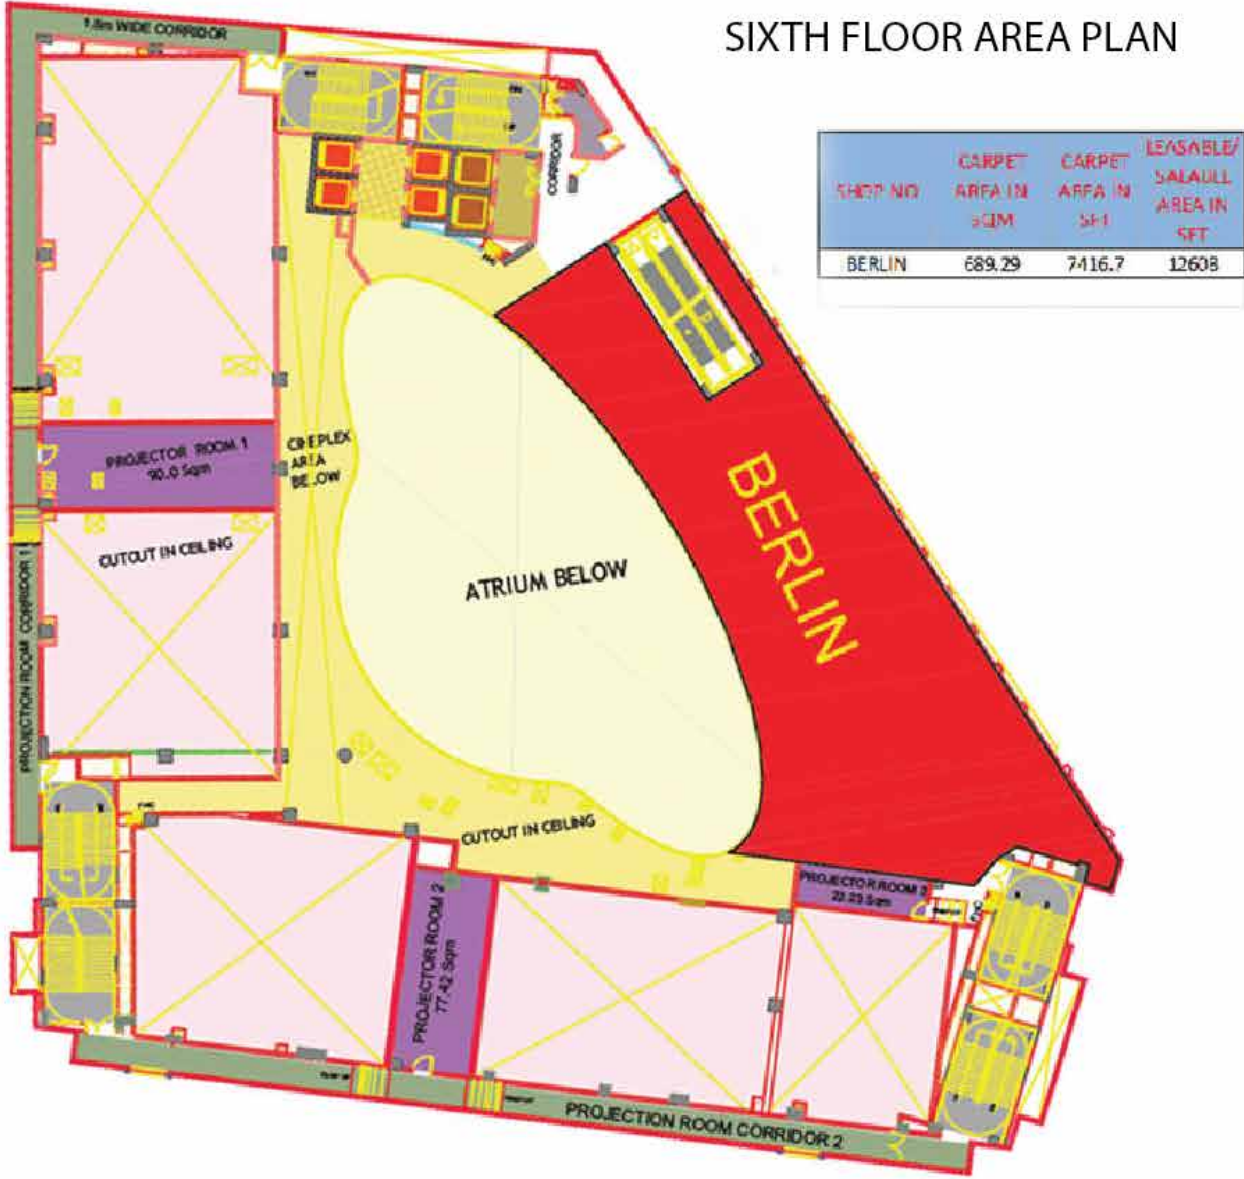 SIXTH FLOOR AREA PLAN
1.8m WIDE CORRIDOR
SHOP NO
CARPET
AREA IN
SQM
CARPET
AREA IN
SFT
LEASABLE/
AREA IN
SFT
BERLIN
689.29
7416.7
12608
CORRIDOR
PROJECTOR ROOM 1
90.0 Sqm
CINEPLEX
AREA
BELOW
CUTOUT IN CEILING
PROJECTION ROOM CORRIDOR 1
ATRIUM BELOW
BERLIN
CUTOUT IN CEILING
PROJECTOR ROOM 2
77.42 Sqm
PROJECTOR ROOM 3
PROJECTION ROOM CORRIDOR 2